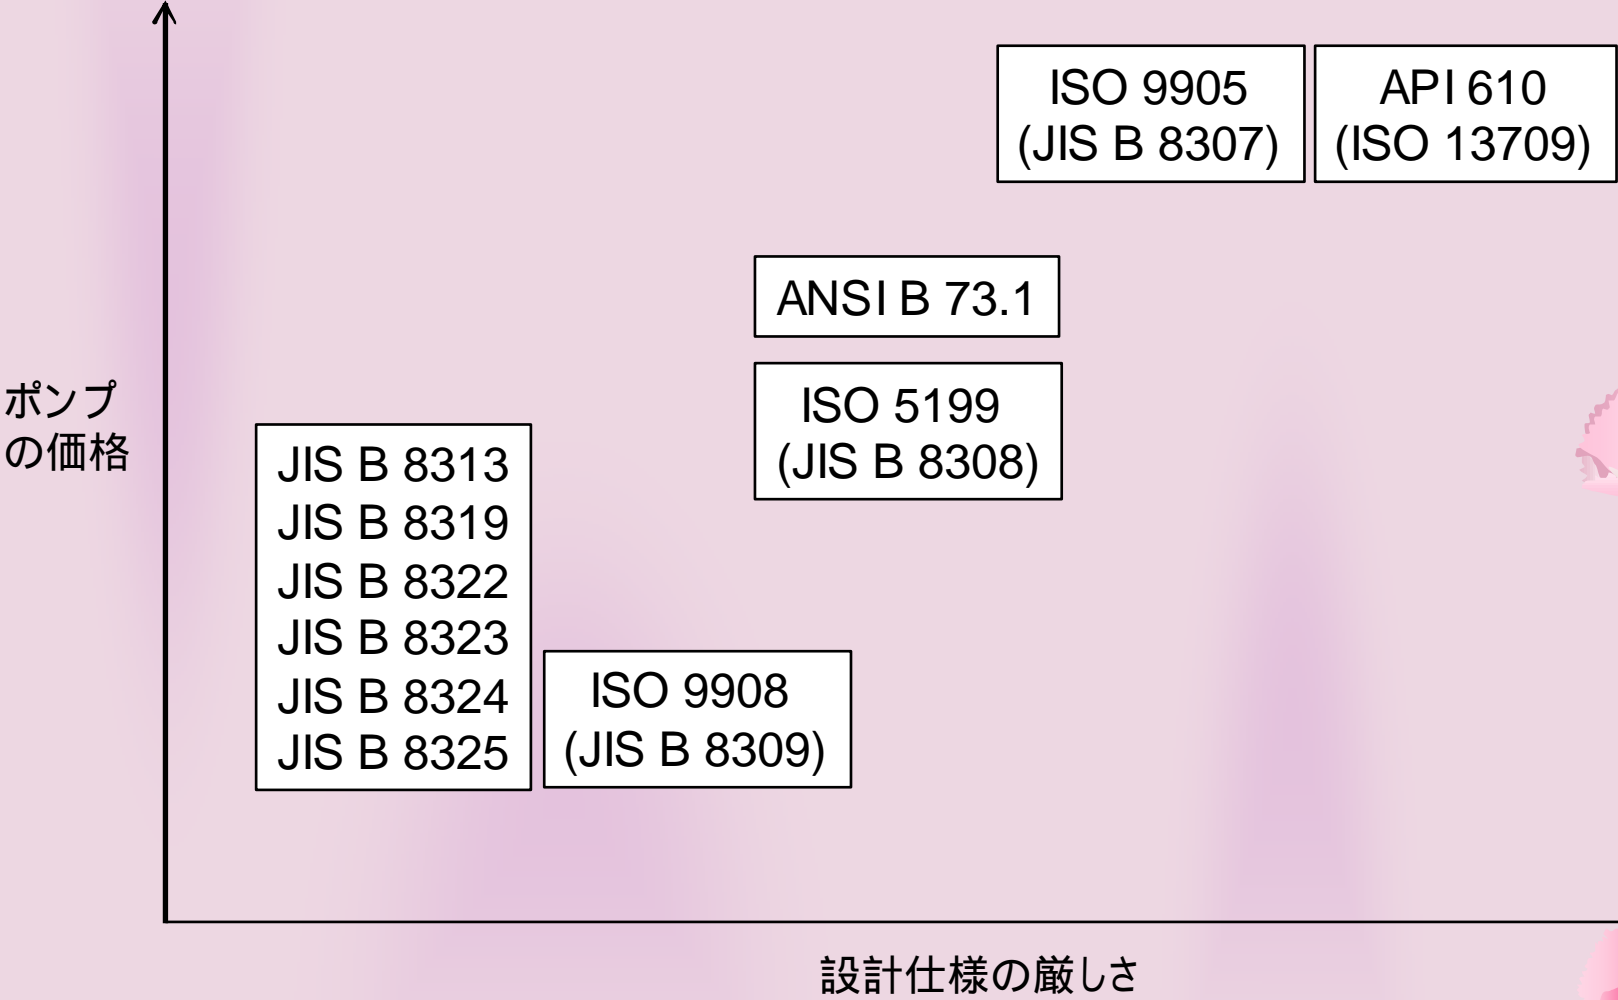 ISO 9905
(JIS B 8307)
API 610
(ISO 13709)
ANSI B 73.1
ISO 5199
(JIS B 8308)
ポンプ
の価格
JIS B 8313
JIS B 8319
JIS B 8322
JIS B 8323
JIS B 8324
JIS B 8325
ISO 9908
(JIS B 8309)
設計仕様の厳しさ